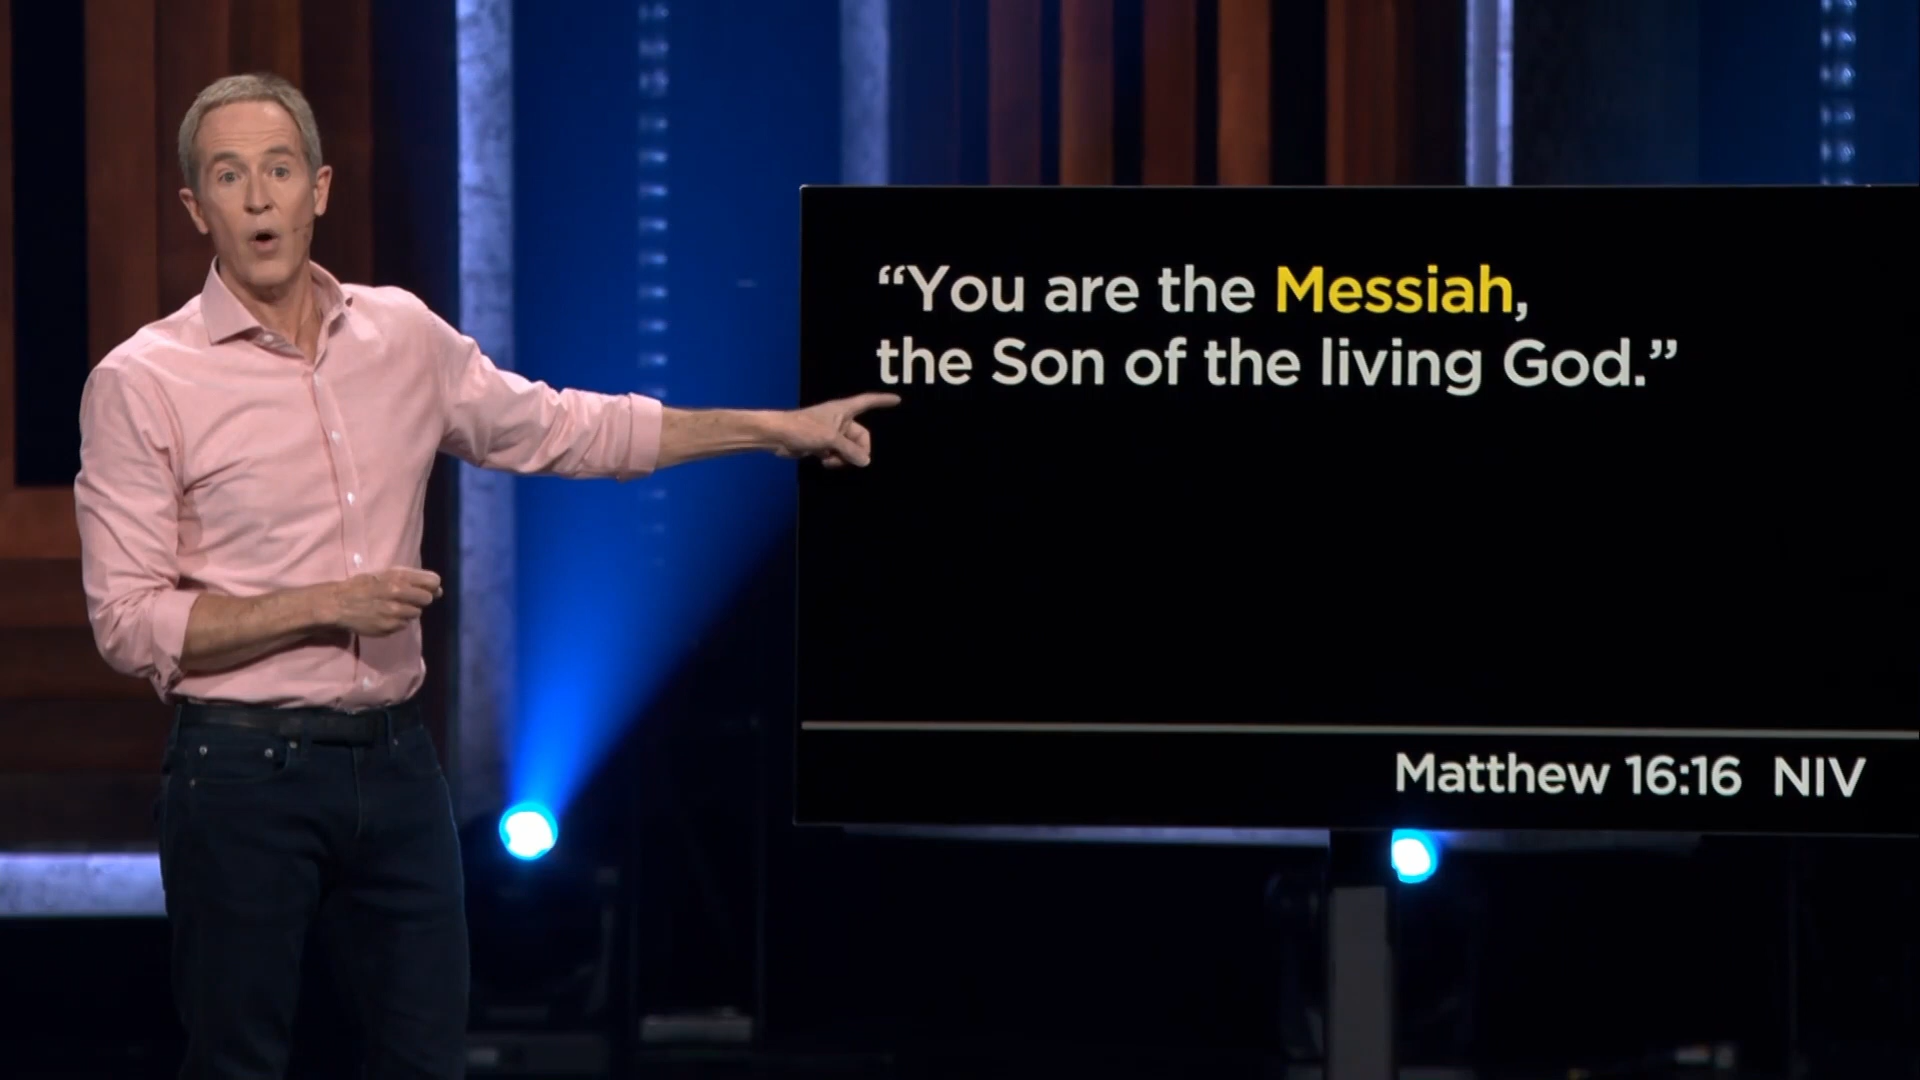 “You are the Messiah,
the Son of the living God.”
Matthew 16:16 NIV